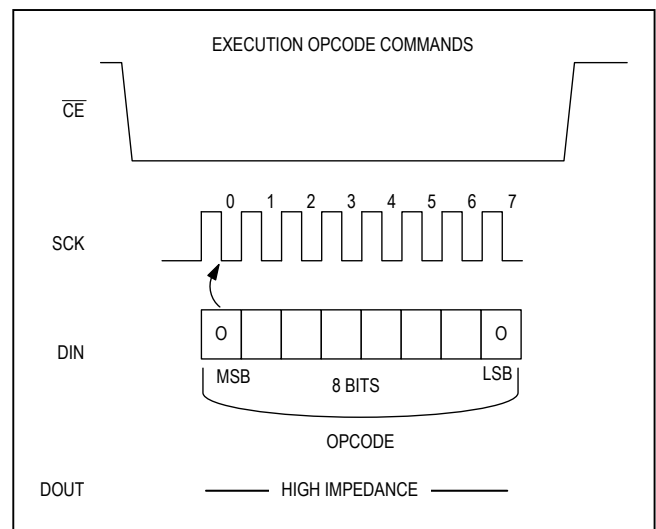 EXECUTION OPCODE COMMANDS
CE
0 1 2 3 4 5 6 7
SCK
DIN
O O
MSB 8 BITS LSB
OPCODE
DOUT HIGH IMPEDANCE